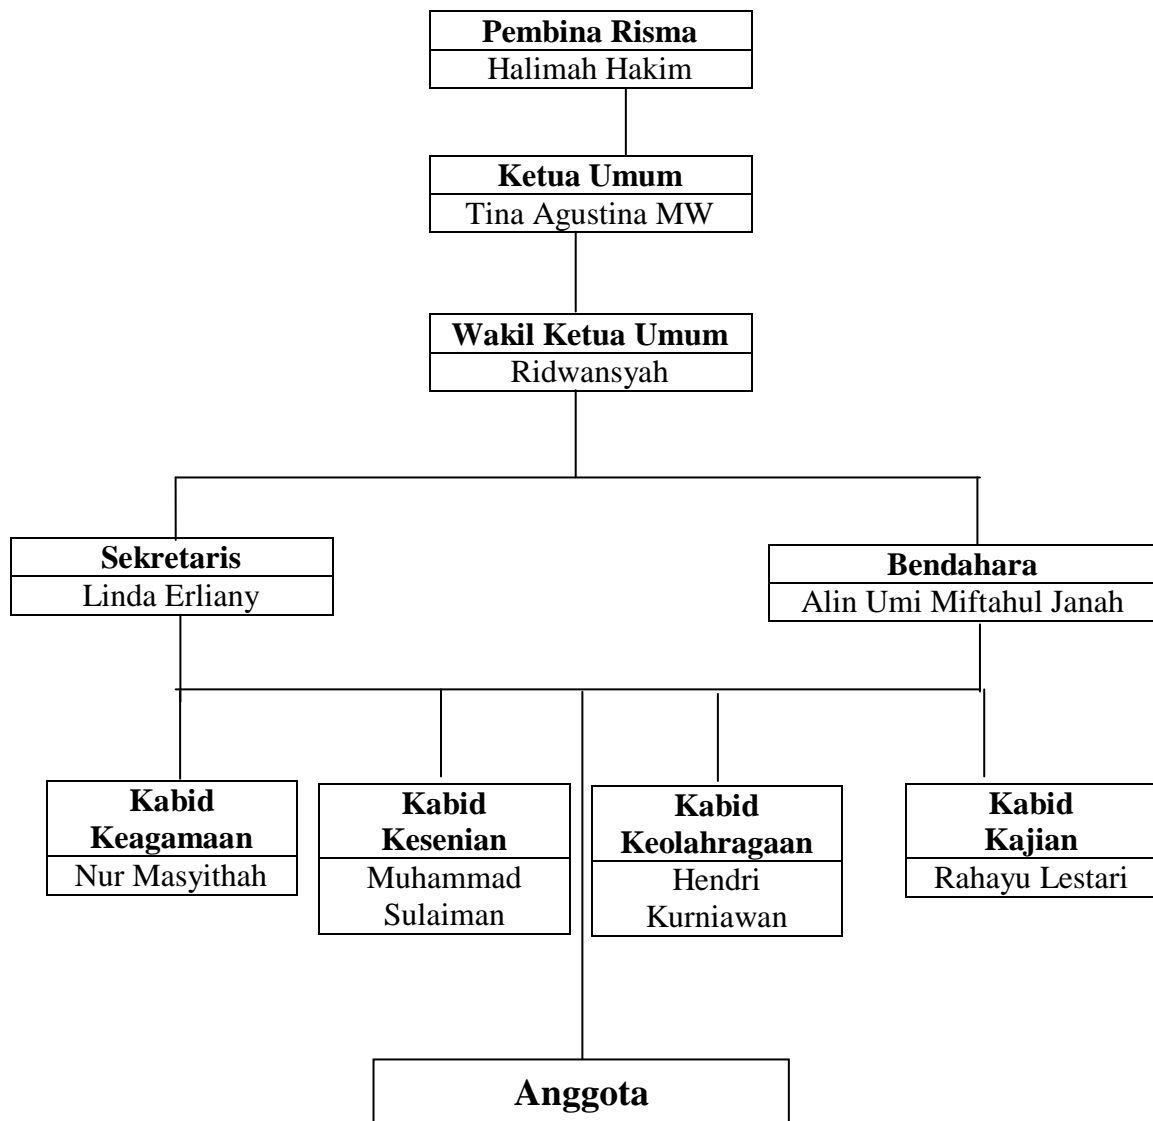 Pembina Risma
Halimah Hakim
Ketua Umum
Tina Agustina MW
Wakil Ketua Umum
Ridwansyah
Sekretaris
Linda Erliany
Bendahara
Alin Umi Miftahul Janah
Kabid
Keagamaan
Nur Masyithah
Kabid
Kesenian
Muhammad
Sulaiman
Kabid
Keolahragaan
Hendri
Kurniawan
Kabid
Kajian
Rahayu Lestari
Anggota